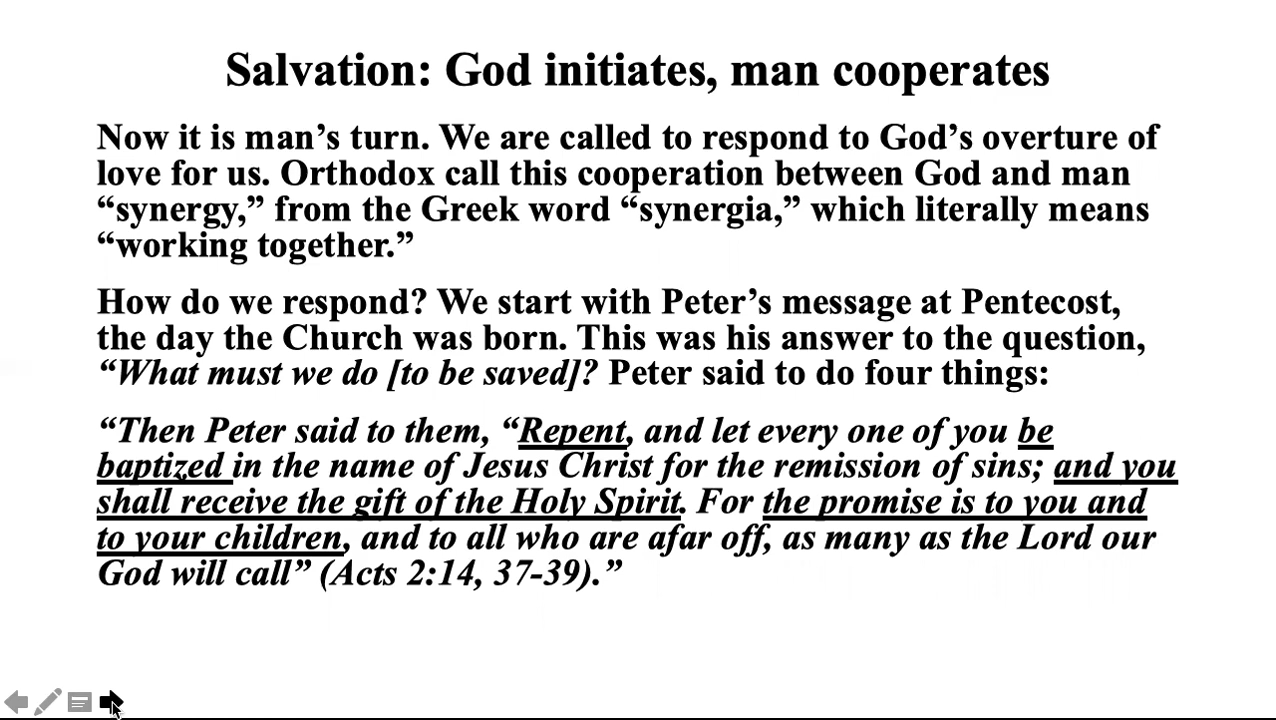 Salvation: God initiates, man cooperates
Now it is man’s turn. We are called to respond to God’s overture of
love for us. Orthodox call this cooperation between God and man
“synergy,” from the Greek word “synergia,” which literally means
“working together.”
How do we respond? We start with Peter’s message at Pentecost,
the day the Church was born. This was his answer to the question,
“What must we do [to be saved]? Peter said to do four things:
“Then Peter said to them, “Repent, and let every one of you be
baptized in the name of Jesus Christ for the remission of sins; and you
shall receive the gift of the Holy Spirit. For the promise is to you and
to your children, and to all who are afar off, as many as the Lord our
God will call” (Acts 2:14, 37-39).”